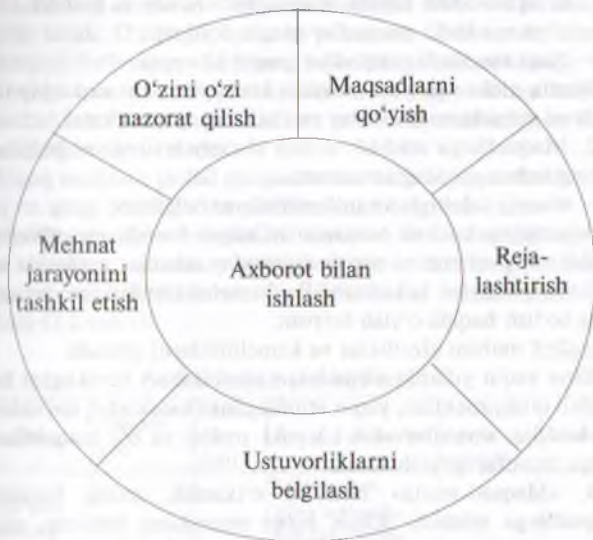 O‘zini o‘zi
nazorat qilish
Maqsadlarni
qo‘yish
Mehnat
jarayonini
tashkil etish
Axborot bilan
ishlash
Reja-
lashtirish
Ustuvorliklarni
belgilash